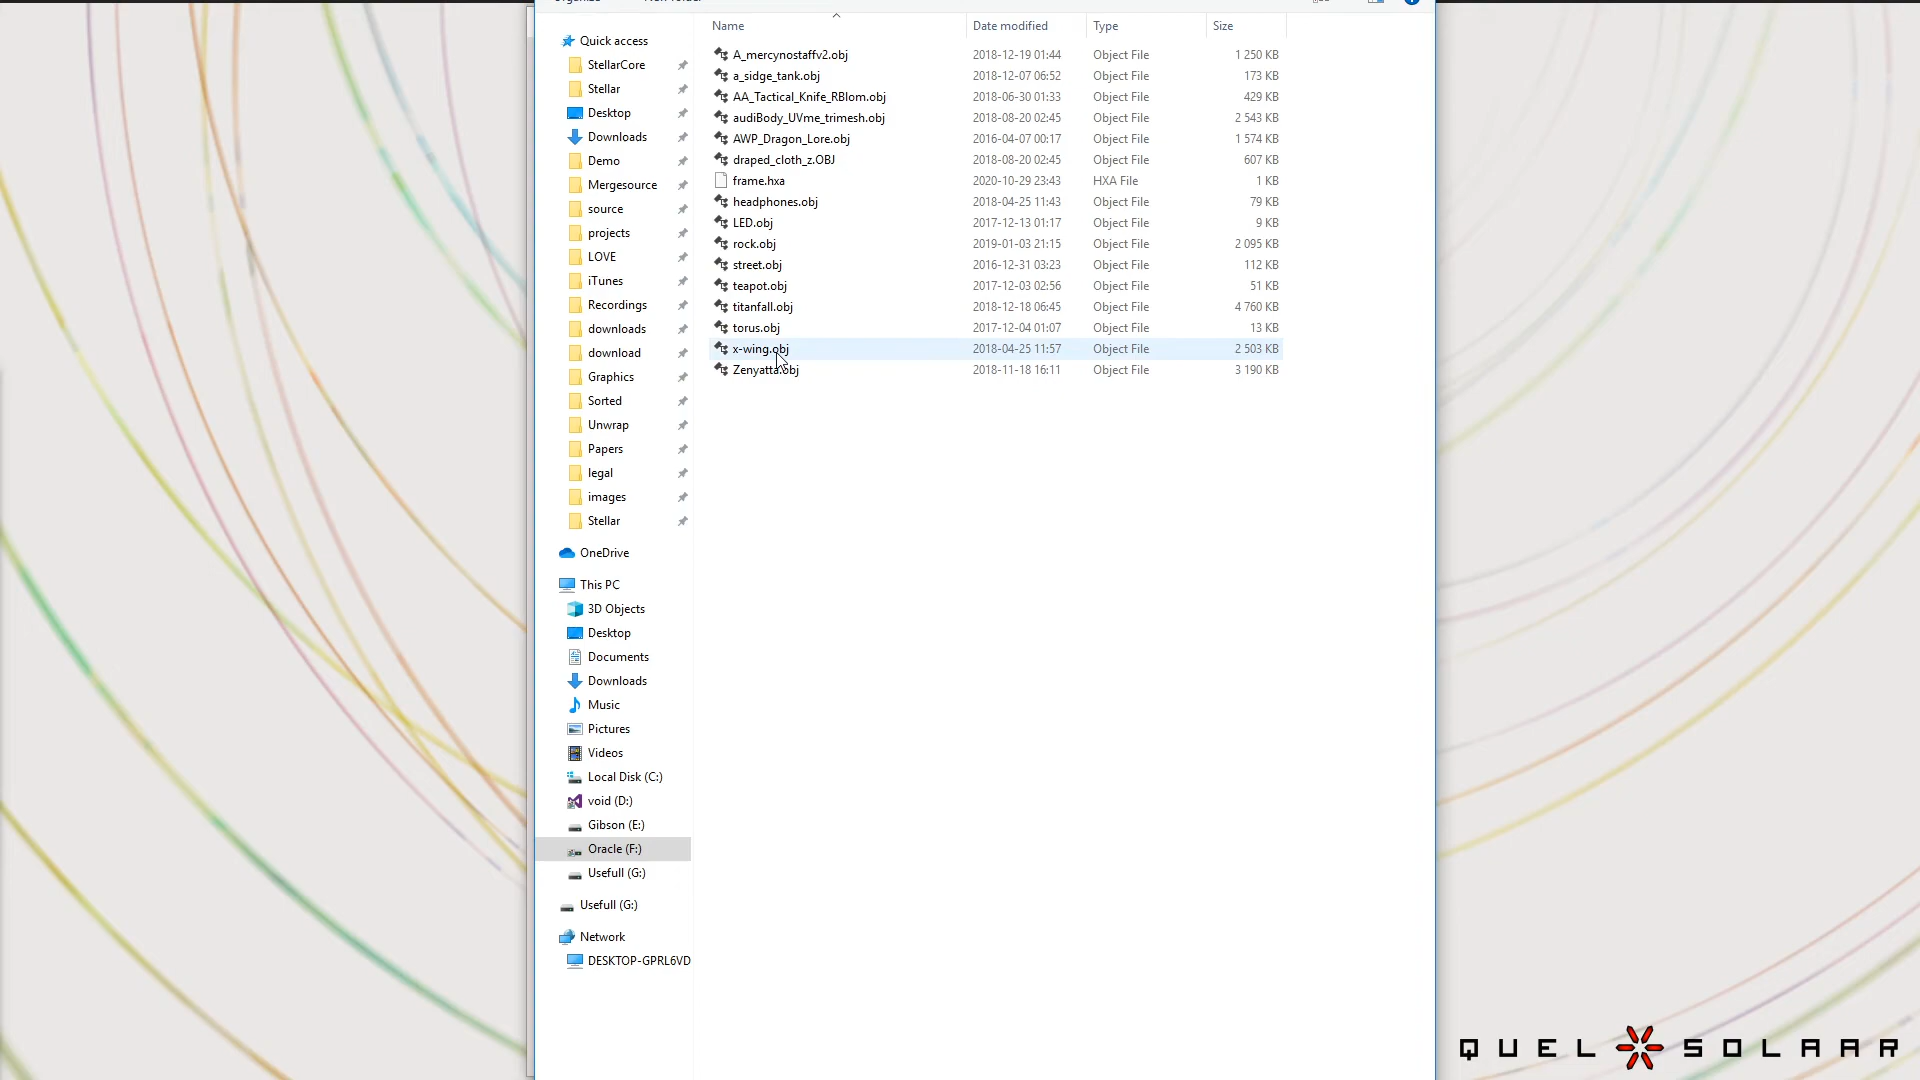 Name Date modified Type Size
Quick access
StellarCore
Stellar
Desktop
Downloads
Demo
Mergesource
source
projects
LOVE
iTunes
Recordings
downloads
download
Graphics
Sorted
Unwrap
Papers
legal
images
Stellar
OneDrive
This PC
3D Objects
Desktop
Documents
Downloads
Music
Pictures
Videos
Local Disk (C:)
void (D:)
Gibson (E:)
Oracle (F:)
Usefull (G:)
Usefull (G:)
Network
DESKTOP-GPRL6VD
A_mercynostaffv2.obj 2018-12-19 01:44 Object File 1 250 KB
a_sidge_tank.obj 2018-12-07 06:52 Object File 173 KB
AA_Tactical_Knife_RBlom.obj 2018-06-30 01:33 Object File 429 KB
audiBody_UVme_trimesh.obj 2018-08-20 02:45 Object File 2 543 KB
AWP_Dragon_Lore.obj 2016-04-07 00:17 Object File 1 574 KB
draped_cloth_z.OBJ 2018-08-20 02:45 Object File 607 KB
frame.hxa 2020-10-29 23:43 HXA File 1 KB
headphones.obj 2018-04-25 11:43 Object File 79 KB
LED.obj 2017-12-13 01:17 Object File 9 KB
rock.obj 2019-01-03 21:15 Object File 2 095 KB
street.obj 2016-12-31 03:23 Object File 112 KB
teapot.obj 2017-12-03 02:56 Object File 51 KB
titanfall.obj 2018-12-18 06:45 Object File 4 760 KB
torus.obj 2017-12-04 01:07 Object File 13 KB
x-wing.obj 2018-04-25 11:57 Object File 2 503 KB
Zenyatta.obj 2018-11-18 16:11 Object File 3 190 KB
QUEL SOLAAR